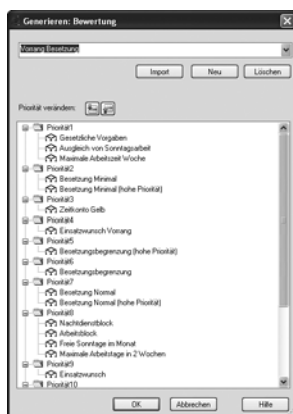 Generieren: Bewertung
Vorrang Besetzung
Import Neu Löschen
Priorität verändern:
Priorität1
Gesetzliche Vorgaben
Ausgleich von Sonntagsarbeit
Maximale Arbeitszeit Woche
Priorität2
Besetzung Minimal
Besetzung Minimal (hohe Priorität)
Priorität3
Zeitkonto Gelb
Priorität4
Einsatzwunsch Vorrang
Priorität5
Besetzungsbegrenzung (hohe Priorität)
Priorität6
Besetzungsbegrenzung
Priorität7
Besetzung Normal
Besetzung Normal (hohe Priorität)
Priorität8
Nachtdienstblock
Arbeitsblock
Freie Sonntage im Monat
Maximale Arbeitstage in 2 Wochen
Priorität9
Einsatzwunsch
Priorität10
OK Abbrechen Hilfe